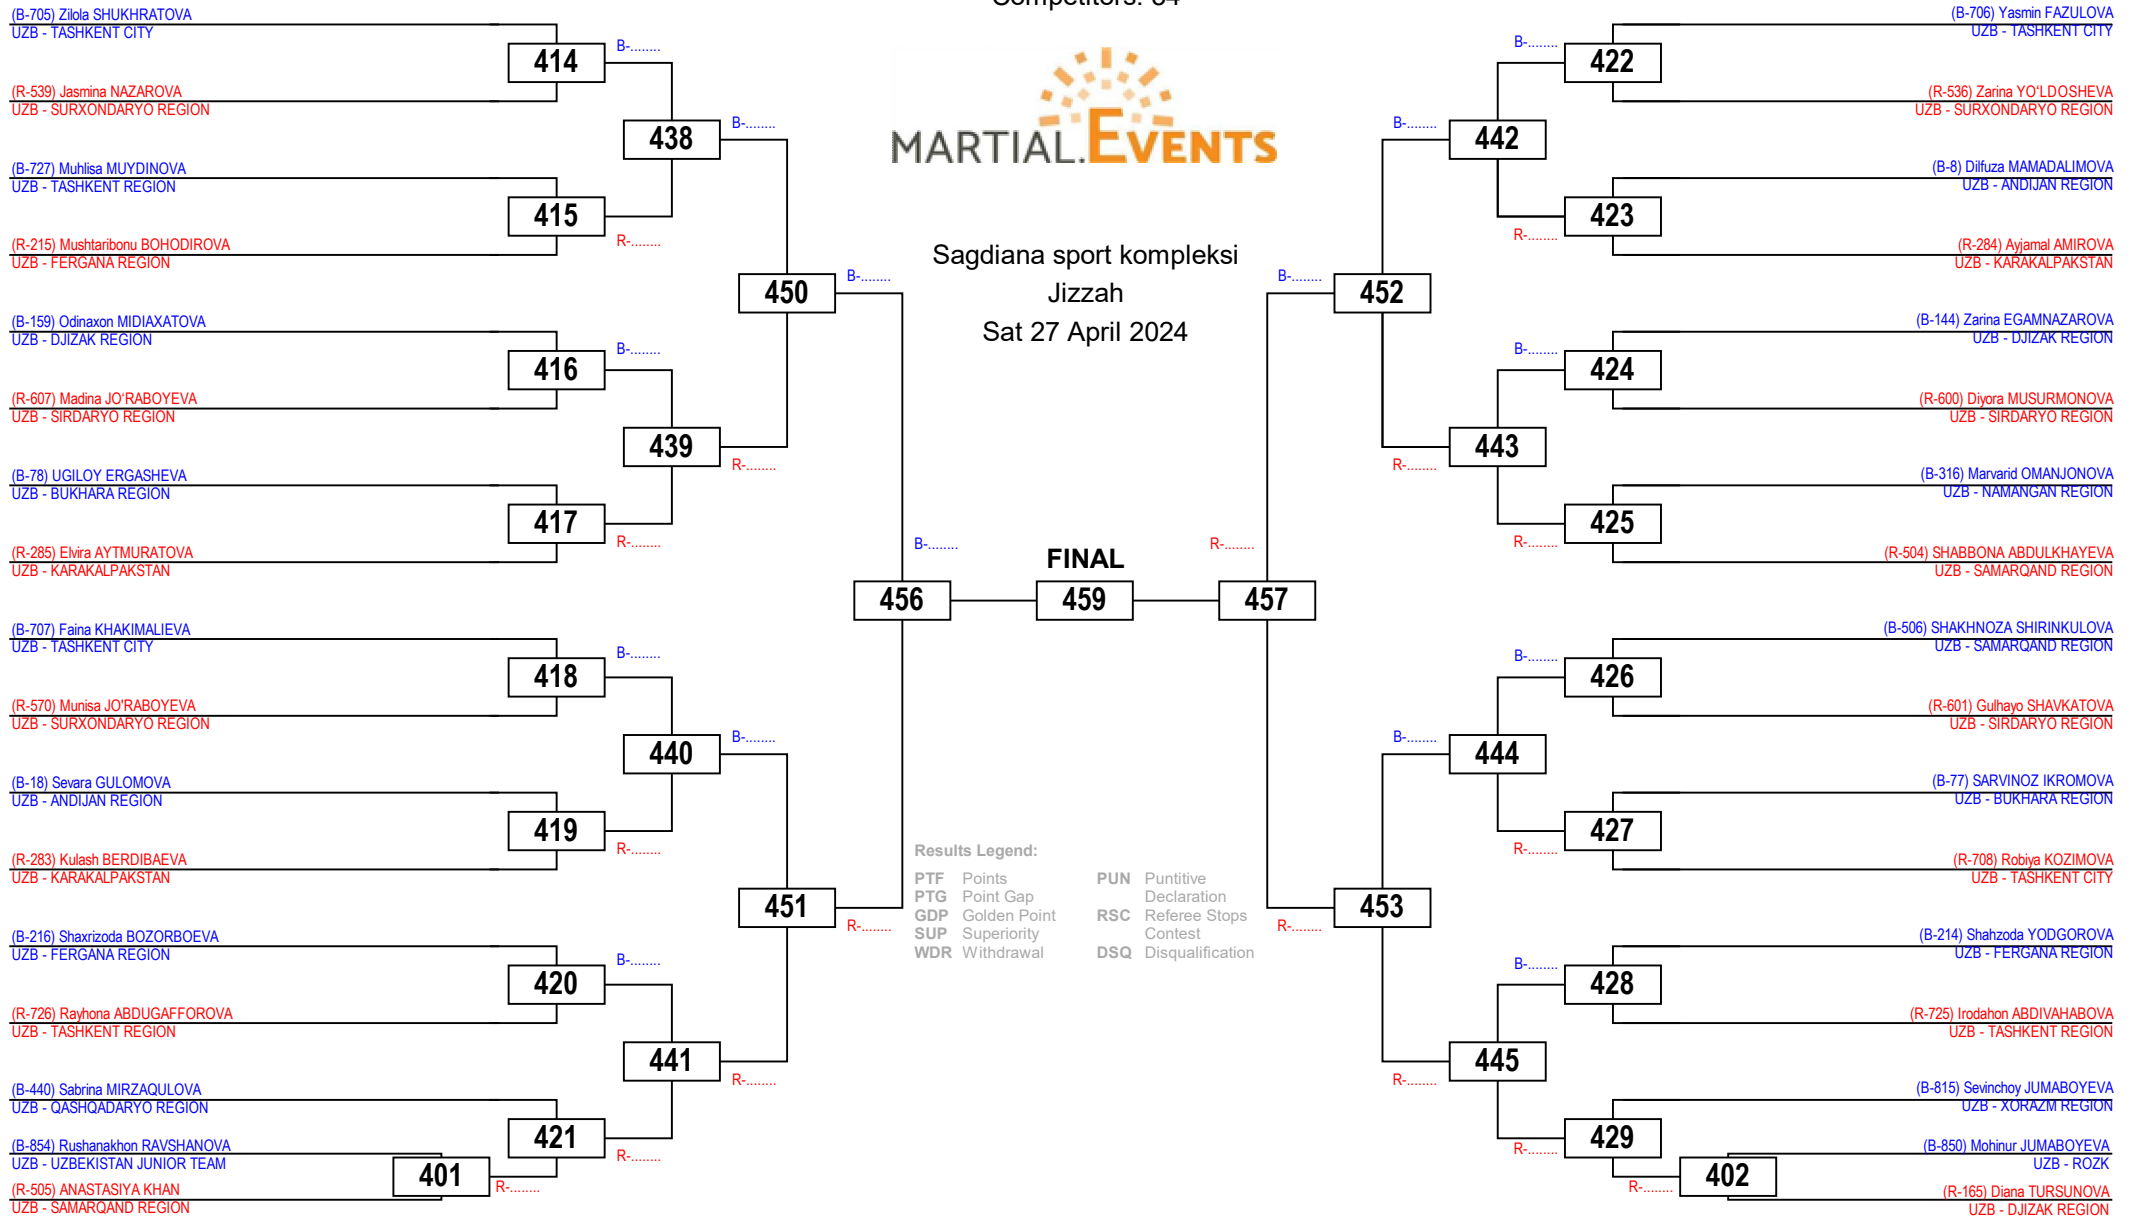 Competitors: 34
(B-705) Zilola SHUKHRATOVA
UZB - TASHKENT CITY
414
B-........
(R-539) Jasmina NAZAROVA
UZB - SURXONDARYO REGION
438
B-........
(B-727) Muhlisa MUYDINOVA
UZB - TASHKENT REGION
415
R-........
(R-215) Mushtaribonu BOHODIROVA
UZB - FERGANA REGION
450
B-........
(B-159) Odinaxon MIDIAXATOVA
UZB - DJIZAK REGION
416
B-........
(R-607) Madina JO'RABOYEVA
UZB - SIRDARYO REGION
439
R-........
(B-78) UGILOY ERGASHEVA
UZB - BUKHARA REGION
417
R-........
(R-285) Elvira AYTMURATOVA
UZB - KARAKALPAKSTAN
B-........
456
(B-707) Faina KHAKIMALIEVA
UZB - TASHKENT CITY
418
B-........
(R-570) Munisa JO'RABOYEVA
UZB - SURXONDARYO REGION
440
B-........
(B-18) Sevara GULOMOVA
UZB - ANDIJAN REGION
419
R-........
(R-283) Kulash BERDIBAEVA
UZB - KARAKALPAKSTAN
451
R-........
(B-216) Shaxrizoda BOZORBOEVA
UZB - FERGANA REGION
420
B-........
(R-726) Rayhona ABDUGAFFOROVA
UZB - TASHKENT REGION
441
R-........
(B-440) Sabrina MIRZAQULOVA
UZB - QASHQADARYO REGION
421
R-........
(B-854) Rushanakhon RAVSHANOVA
UZB - UZBEKISTAN JUNIOR TEAM
401
R-........
(R-505) ANASTASIYA KHAN
UZB - SAMARQAND REGION
MARTIAL.EVENTS
Sagdiana sport kompleksi
Jizzah
Sat 27 April 2024
FINAL
459
Results Legend:
PTF Points
PTG Point Gap
GDP Golden Point
SUP Superiority
WDR Withdrawal
PUN Puntitive
Declaration
RSC Referee Stops
Contest
DSQ Disqualification
(B-706) Yasmin FAZULOVA
UZB - TASHKENT CITY
B-........
422
(R-536) Zarina YO'LDOSHEVA
UZB - SURXONDARYO REGION
B-........
442
(B-8) Dilfuza MAMADALIMOVA
UZB - ANDIJAN REGION
423
R-........
(R-284) Ayjamal AMIROVA
UZB - KARAKALPAKSTAN
B-........
452
(B-144) Zarina EGAMNAZAROVA
UZB - DJIZAK REGION
B-........
424
(R-600) Diyora MUSURMONOVA
UZB - SIRDARYO REGION
443
R-........
(B-316) Marvarid OMANJONOVA
UZB - NAMANGAN REGION
425
R-........
(R-504) SHABBONA ABDULKHAYEVA
UZB - SAMARQAND REGION
R-........
457
(B-506) SHAKHNOZA SHIRINKULOVA
UZB - SAMARQAND REGION
B-........
426
(R-601) Gulhayo SHAVKATOVA
UZB - SIRDARYO REGION
B-........
444
(B-77) SARVINOZ IKROMOVA
UZB - BUKHARA REGION
427
R-........
(R-708) Robiya KOZIMOVA
UZB - TASHKENT CITY
453
R-........
(B-214) Shahzoda YODGOROVA
UZB - FERGANA REGION
B-........
428
(R-725) Irodahon ABDIVAHABOVA
UZB - TASHKENT REGION
445
R-........
(B-815) Sevinchoy JUMABOYEVA
UZB - XORAZM REGION
429
R-........
(B-850) Mohinur JUMABOYEVA
UZB - ROZK
402
R-........
(R-165) Diana TURSUNOVA
UZB - DJIZAK REGION